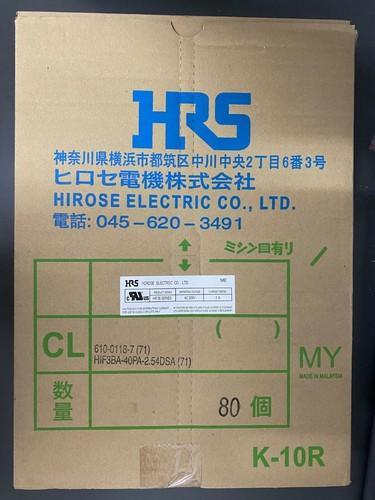 HRS
神奈川県横浜市都筑区中川中央2丁目6番3号
ヒロセ電機株式会社
HIROSE ELECTRIC CO., LTD.
電話: 045-620-3491
ミシン目有リ
HRS HIROSE ELECTRIC CO., LTD.
CL
610-0118-7 (71)
HIF3BA-40PA-2.54DSA (71)
( )
MY
MADE IN MALAYSIA
数量
80 個
K-10R